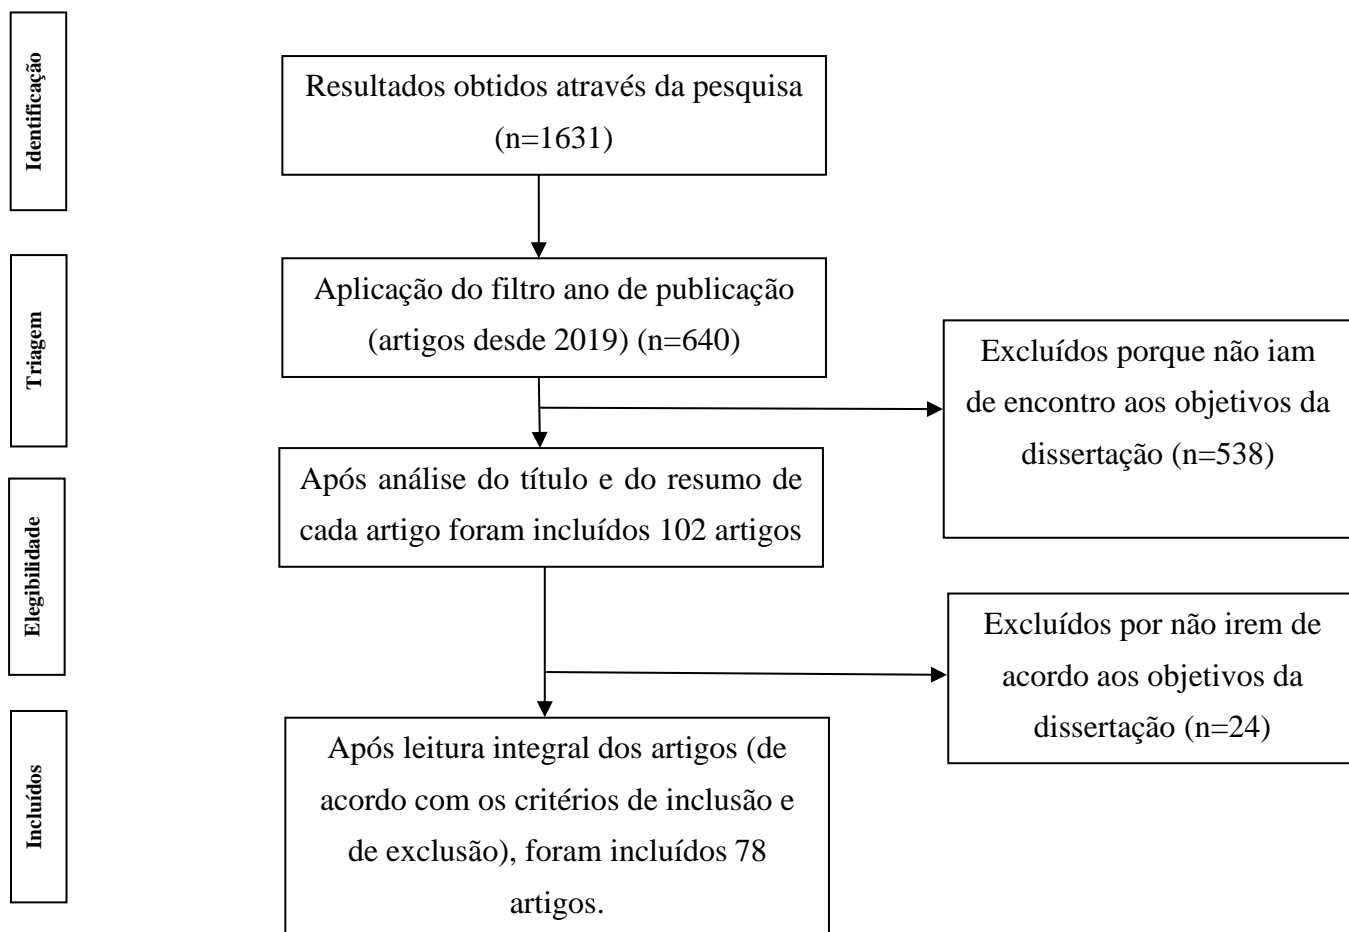 Identificação
Resultados obtidos através da pesquisa
(n=1631)
Triagem
Aplicação do filtro ano de publicação
(artigos desde 2019) (n=640)
Excluídos porque não iam
de encontro aos objetivos da
dissertação (n=538)
Elegibilidade
Após análise do título e do resumo de
cada artigo foram incluídos 102 artigos
Excluídos por não irem de
acordo aos objetivos da
dissertação (n=24)
Incluídos
Após leitura integral dos artigos (de
acordo com os critérios de inclusão e
de exclusão), foram incluídos 78
artigos.